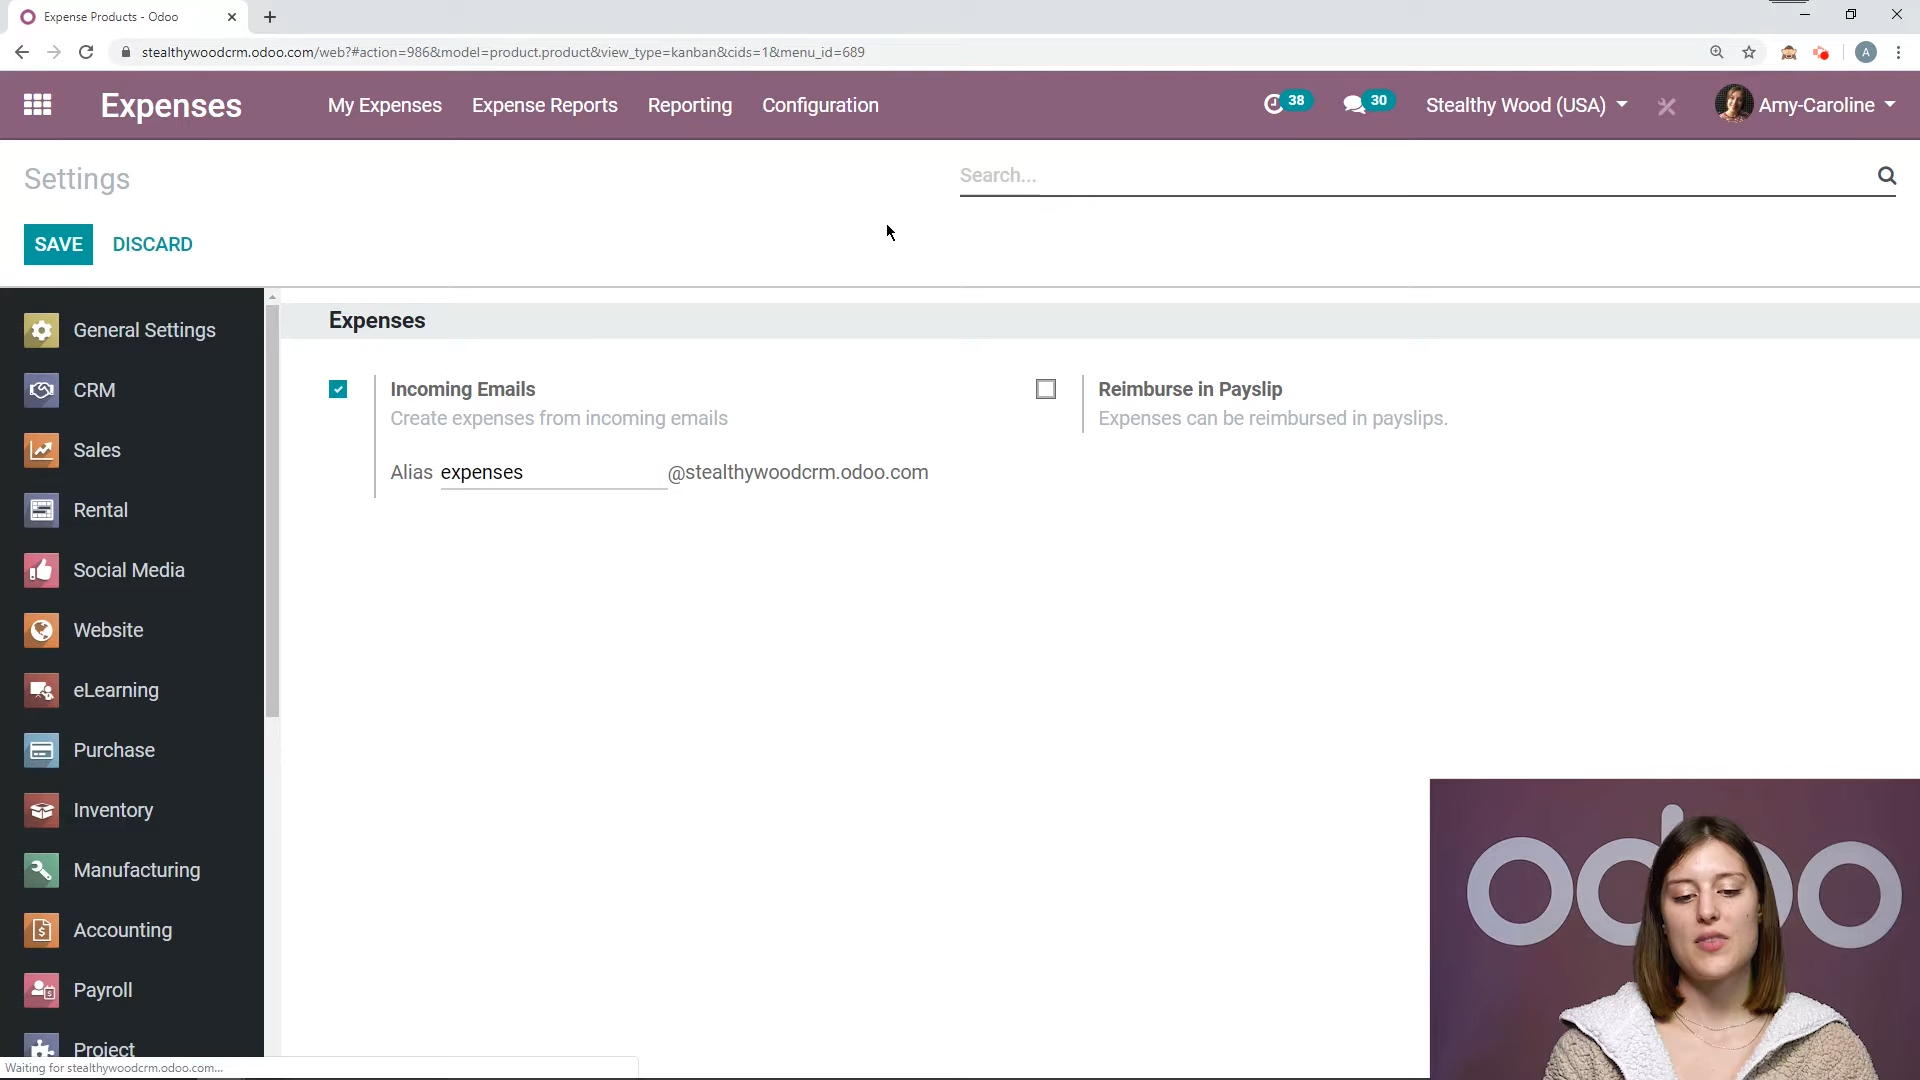 Expense Products - Odoo
stealthywoodcrm.odoo.com/web?#action=986&model=product.product&view_type=kanban&cids=1&menu_id=689
A
Expenses
My Expenses
Expense Reports
Reporting
Configuration
38
30
Stealthy Wood (USA)
Amy-Caroline
Settings
Search...
SAVE
DISCARD
General Settings
CRM
Sales
Rental
Social Media
Website
eLearning
Purchase
Inventory
Manufacturing
Accounting
Payroll
Project
Expenses
Incoming Emails
Create expenses from incoming emails
Alias expenses @stealthywoodcrm.odoo.com
Reimburse in Payslip
Expenses can be reimbursed in payslips.
Waiting for stealthywoodcrm.odoo.com...
odoo